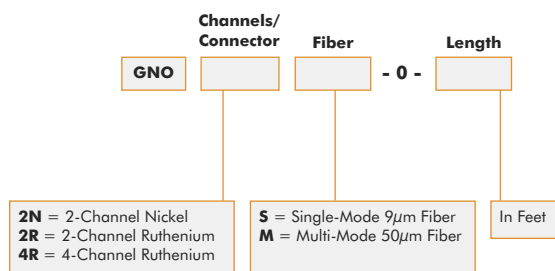 Channels/
Connector
Fiber
Length
GNO
- 0 -
2N = 2-Channel Nickel
2R = 2-Channel Ruthenium
4R = 4-Channel Ruthenium
S = Single-Mode 9μm Fiber
M = Multi-Mode 50μm Fiber
In Feet